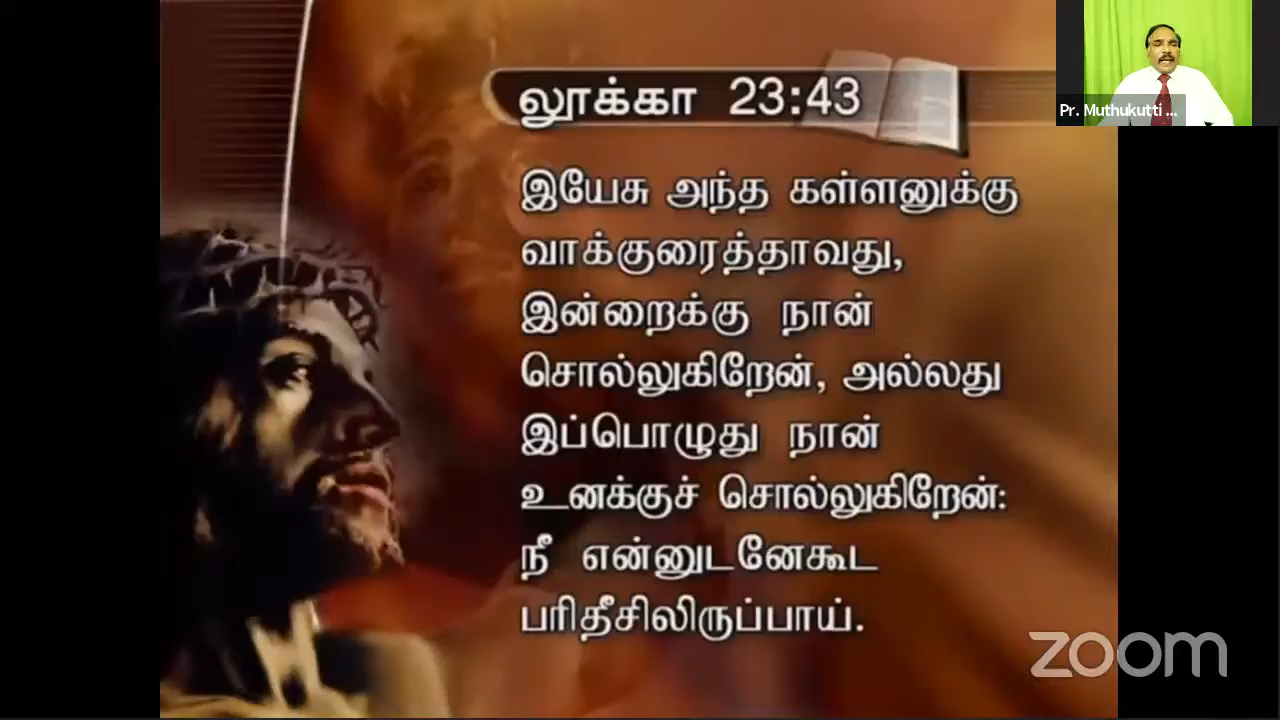 லூக்கா 23:43
இயேசு அந்த கள்ளனுக்கு
வாக்குரைத்தாவது,
இன்றைக்கு நான்
சொல்லுகிறேன், அல்லது
இப்பொழுது நான்
உனக்குச் சொல்லுகிறேன்:
நீ என்னுடனேகூட
பரிதீசிலிருப்பாய்.
Pr. Muthukutti ...
zoom